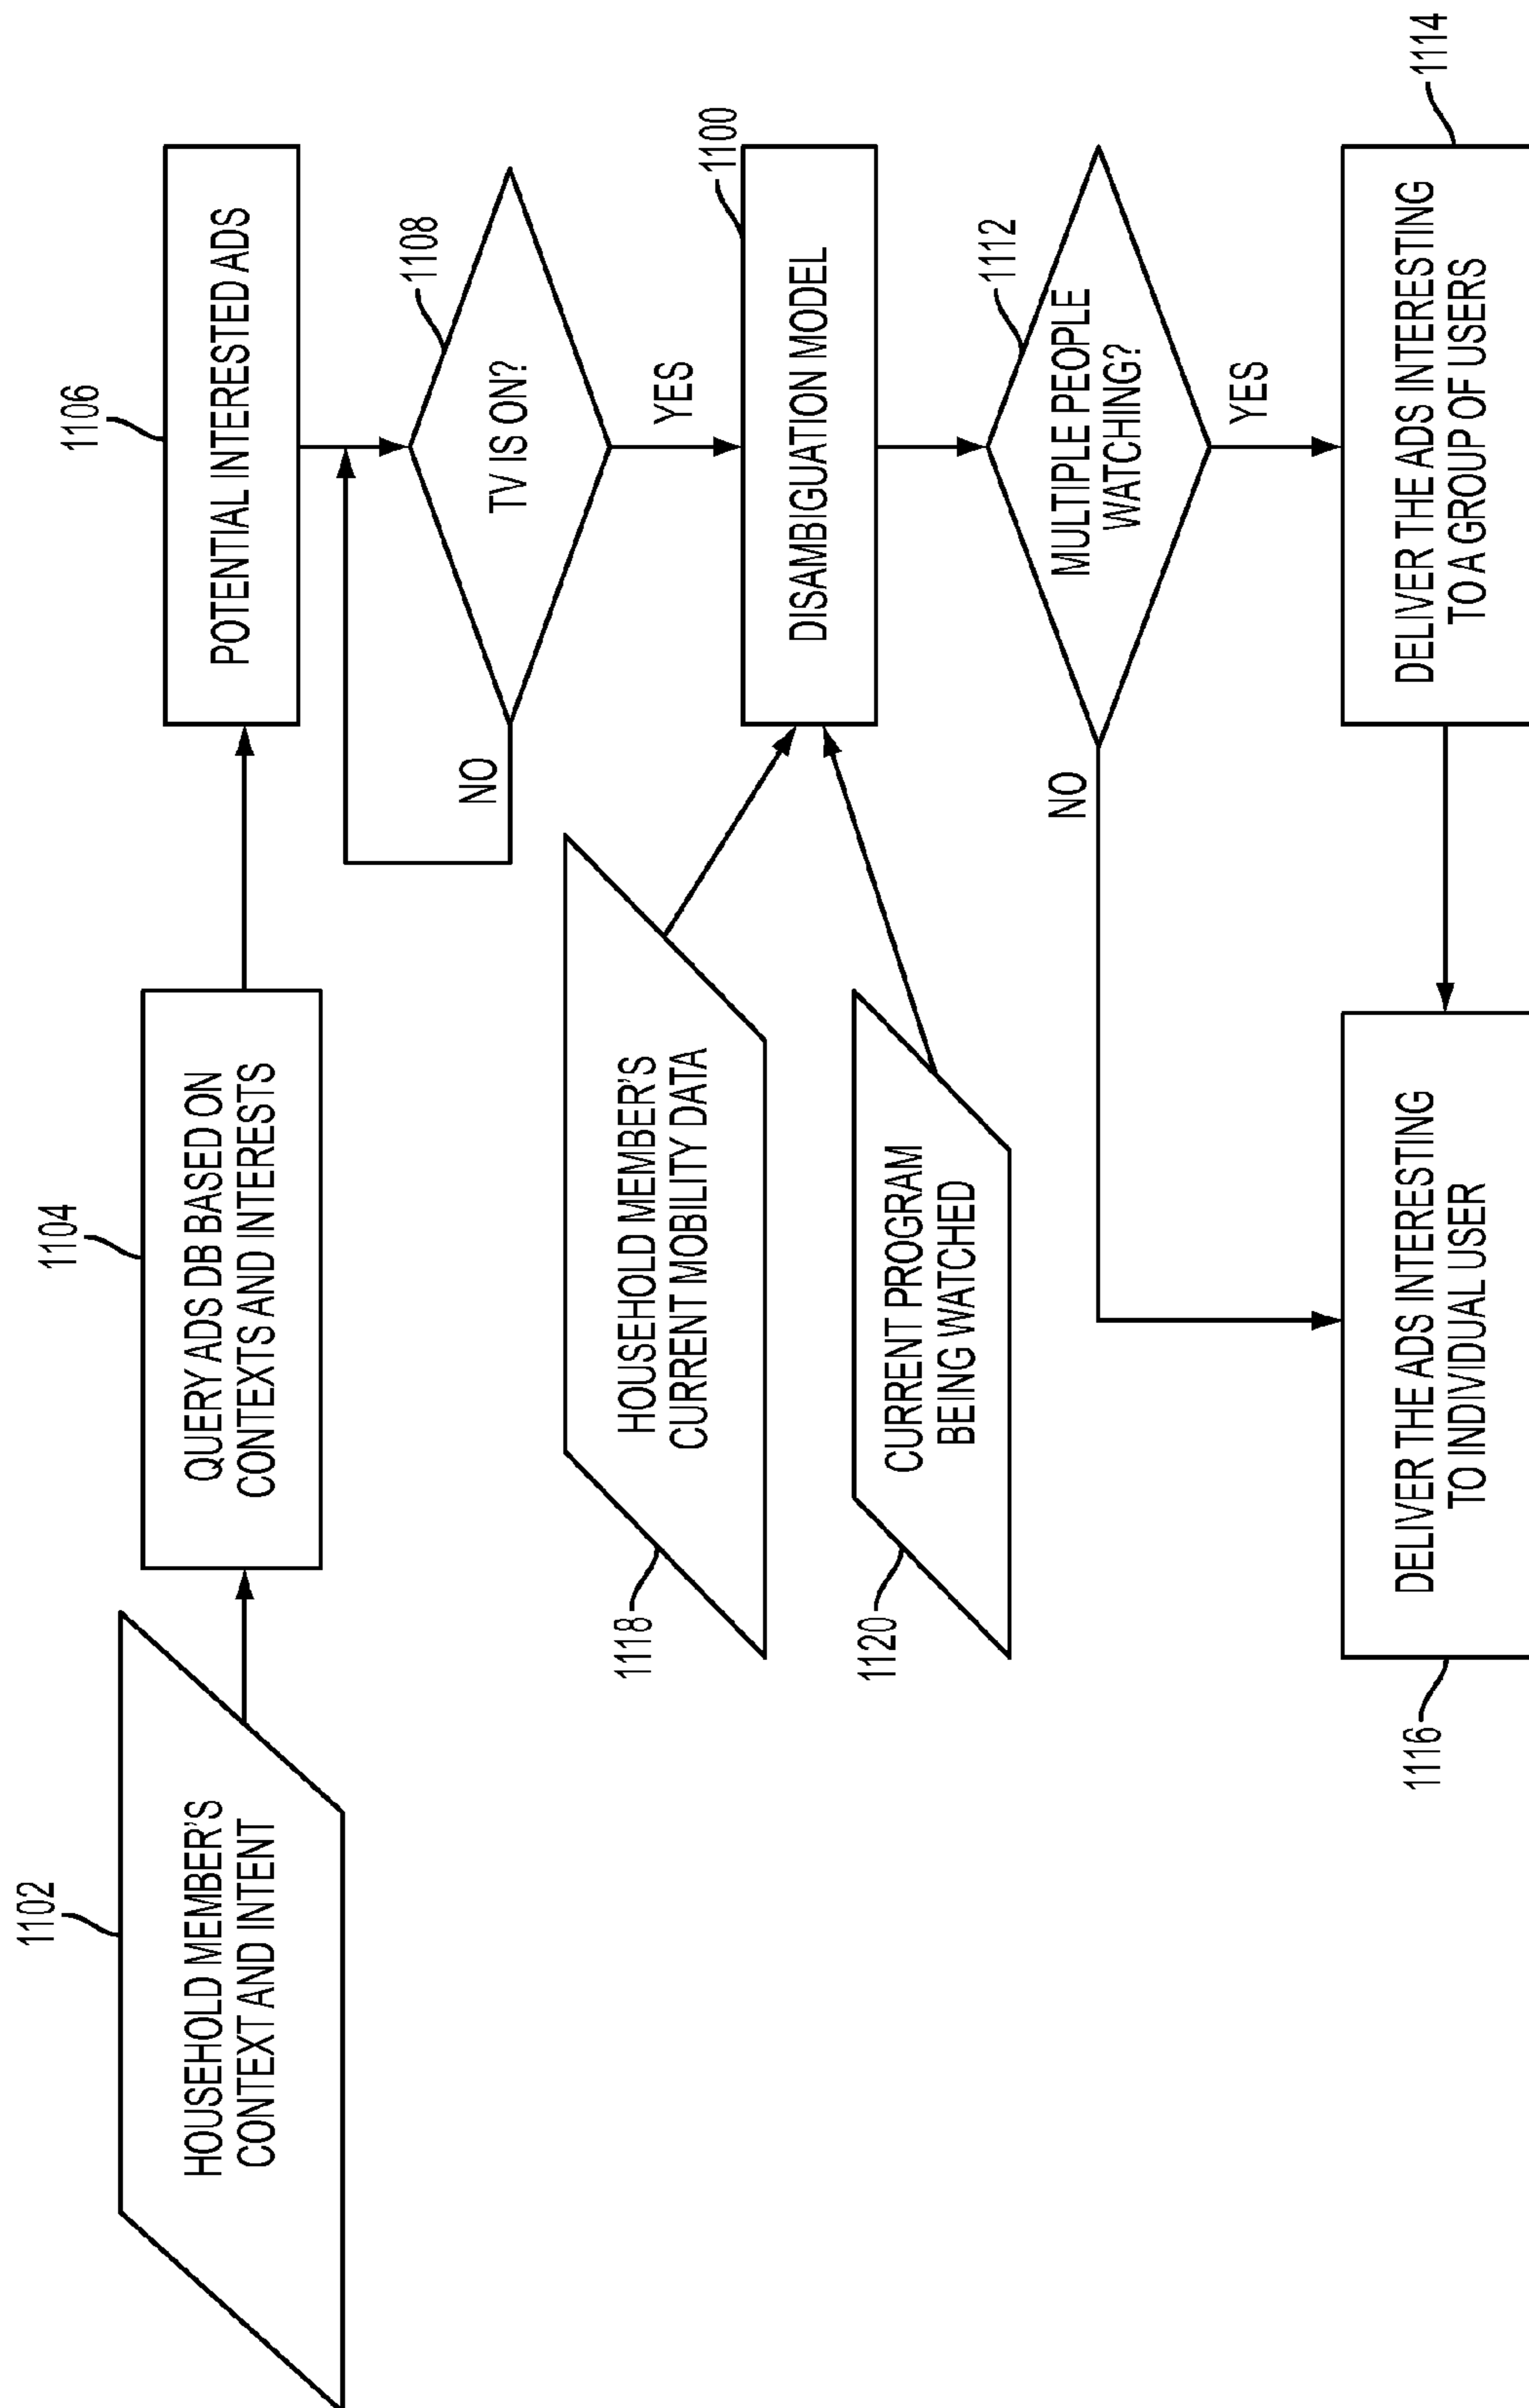 1102
HOUSEHOLD MEMBER'S
CONTEXT AND INTENT
1104
QUERY ADS DB BASED ON
CONTEXTS AND INTERESTS
1106
POTENTIAL INTERESTED ADS
1108
TV IS ON?
NO
YES
1118
HOUSEHOLD MEMBER'S
CURRENT MOBILITY DATA
1100
DISAMBIGUATION MODEL
1120
CURRENT PROGRAM
BEING WATCHED
1112
MULTIPLE PEOPLE
WATCHING?
NO
YES
1116
DELIVER THE ADS INTERESTING
TO INDIVIDUAL USER
1114
DELIVER THE ADS INTERESTING
TO A GROUP OF USERS